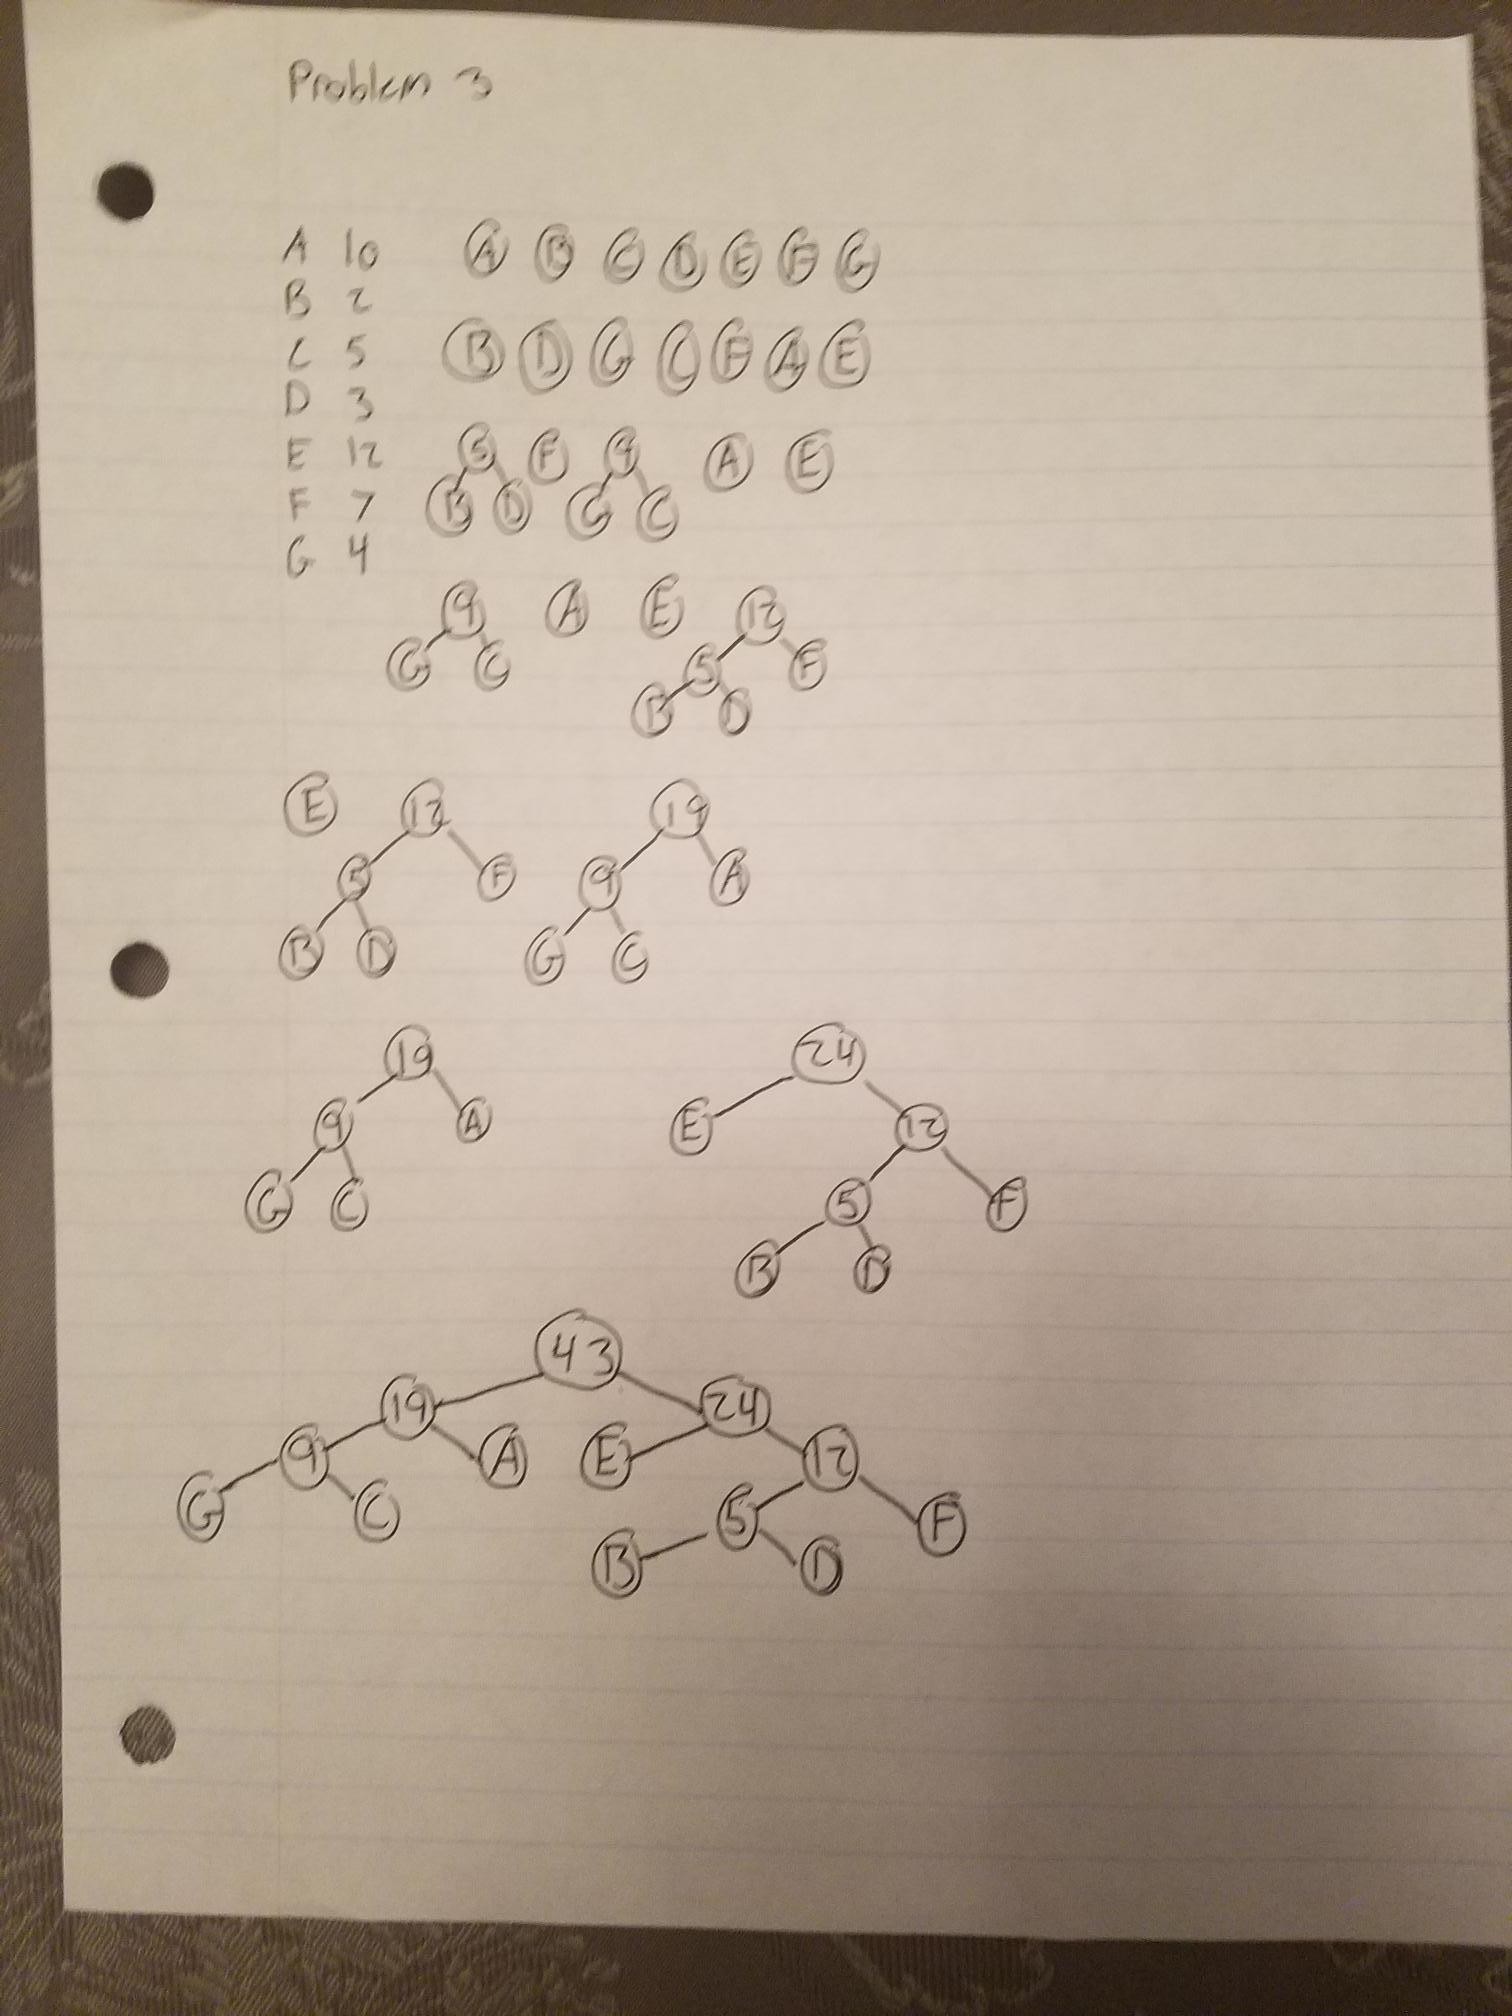 Problem 3
A 10 A B C D E F G
B 2
C 5 B D G C F A E
D 3
E 12 5 F 9 A E
F 7 B D G C
G 4
9 A E 12
G C 5 F
B D
E 12 19
5 F 9 A
B D G C
19 24
9 A E 12
G C 5 F
B D
43
19 24
9 A E 12
G C 5 F
B D